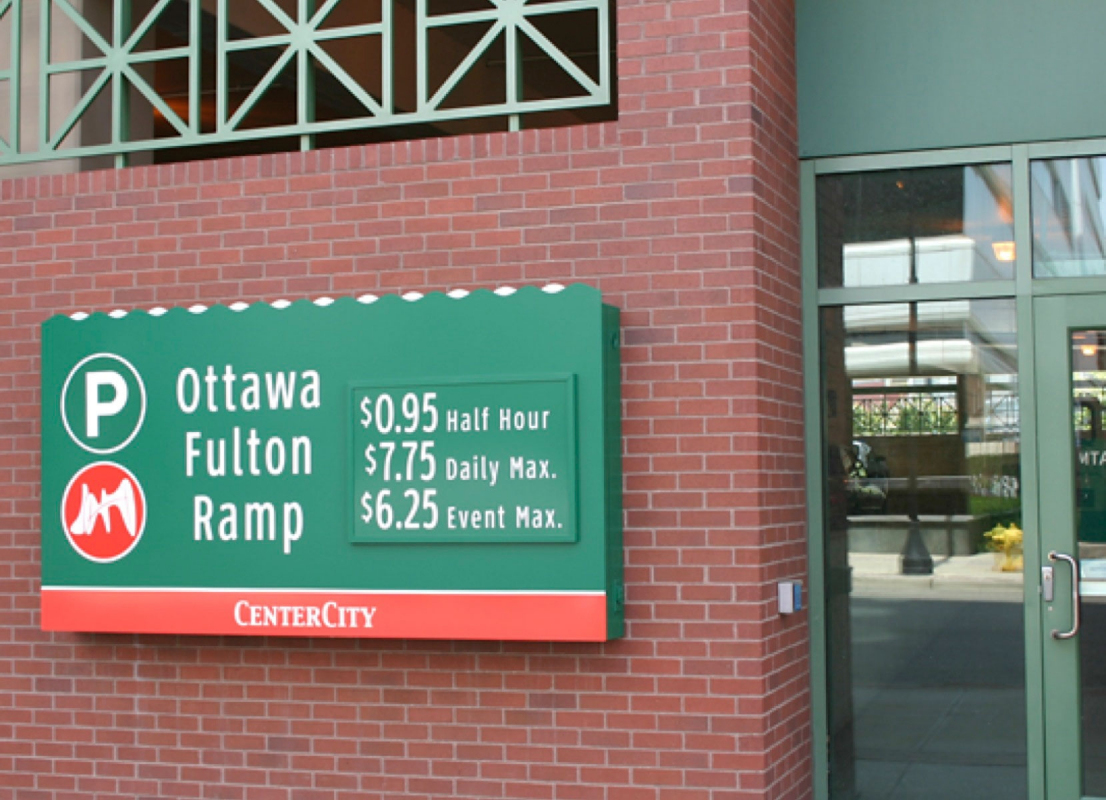 P
Ottawa
Fulton
Ramp
$0.95 Half Hour
$7.75 Daily Max.
$6.25 Event Max.
CENTERCITY